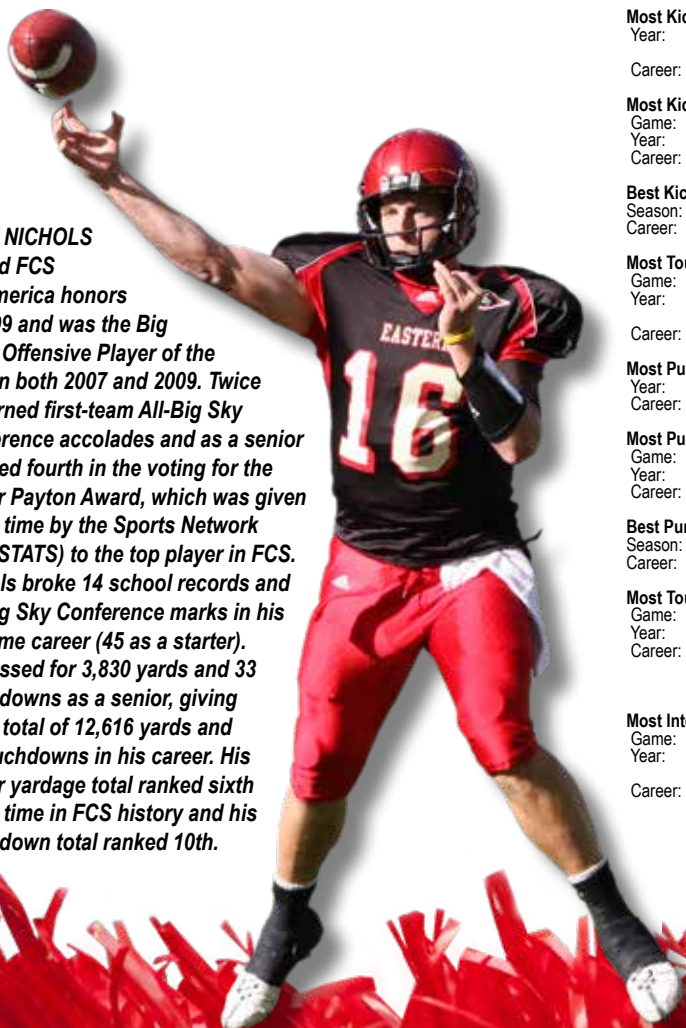 NICHOLS
d FCS
merica honors
09 and was the Big
Offensive Player of the
n both 2007 and 2009. Twice
rned first-team All-Big Sky
erence accolades and as a senior
ed fourth in the voting for the
r Payton Award, which was given
time by the Sports Network
STATS) to the top player in FCS.
ls broke 14 school records and
g Sky Conference marks in his
me career (45 as a starter).
ssed for 3,830 yards and 33
downs as a senior, giving
total of 12,616 yards and
uchdowns in his career. His
r yardage total ranked sixth
time in FCS history and his
down total ranked 10th.
EASTERN
16
Most Kic
Year:
Career:
Most Kic
Game:
Year:
Career:
Best Kic
Season:
Career:
Most Tou
Game:
Year:
Career:
Most Pu
Year:
Career:
Most Pu
Game:
Year:
Career:
Best Pun
Season:
Career:
Most Tou
Game:
Year:
Career:
Most Inte
Game:
Year:
Career: